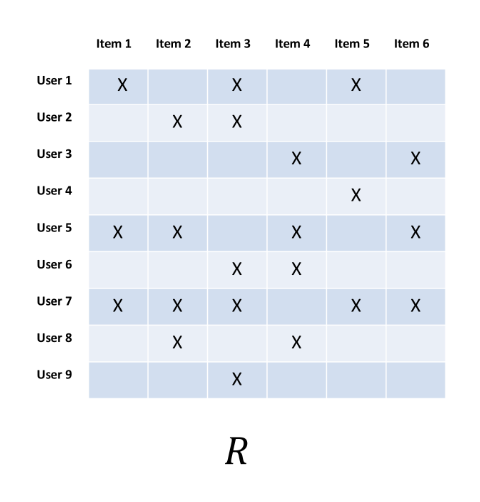 Item 1 Item 2 Item 3 Item 4 Item 5 Item 6
User 1 X X X
User 2 X X
User 3 X X
User 4 X
User 5 X X X X
User 6 X X
User 7 X X X X X
User 8 X X
User 9 X
R